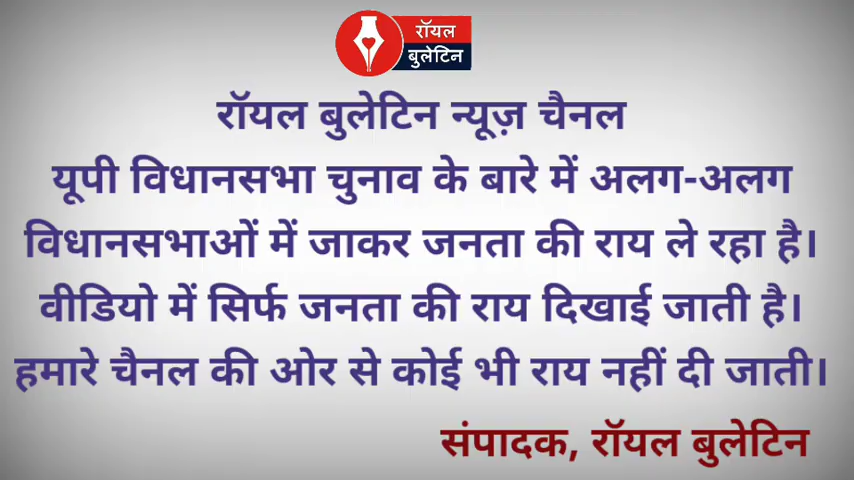 रॉयल
बुलेटिन
रॉयल बुलेटिन न्यूज़ चैनल
यूपी विधानसभा चुनाव के बारे में अलग-अलग
विधानसभाओं में जाकर जनता की राय ले रहा है।
वीडियो में सिर्फ जनता की राय दिखाई जाती है।
हमारे चैनल की ओर से कोई भी राय नहीं दी जाती।
संपादक, रॉयल बुलेटिन